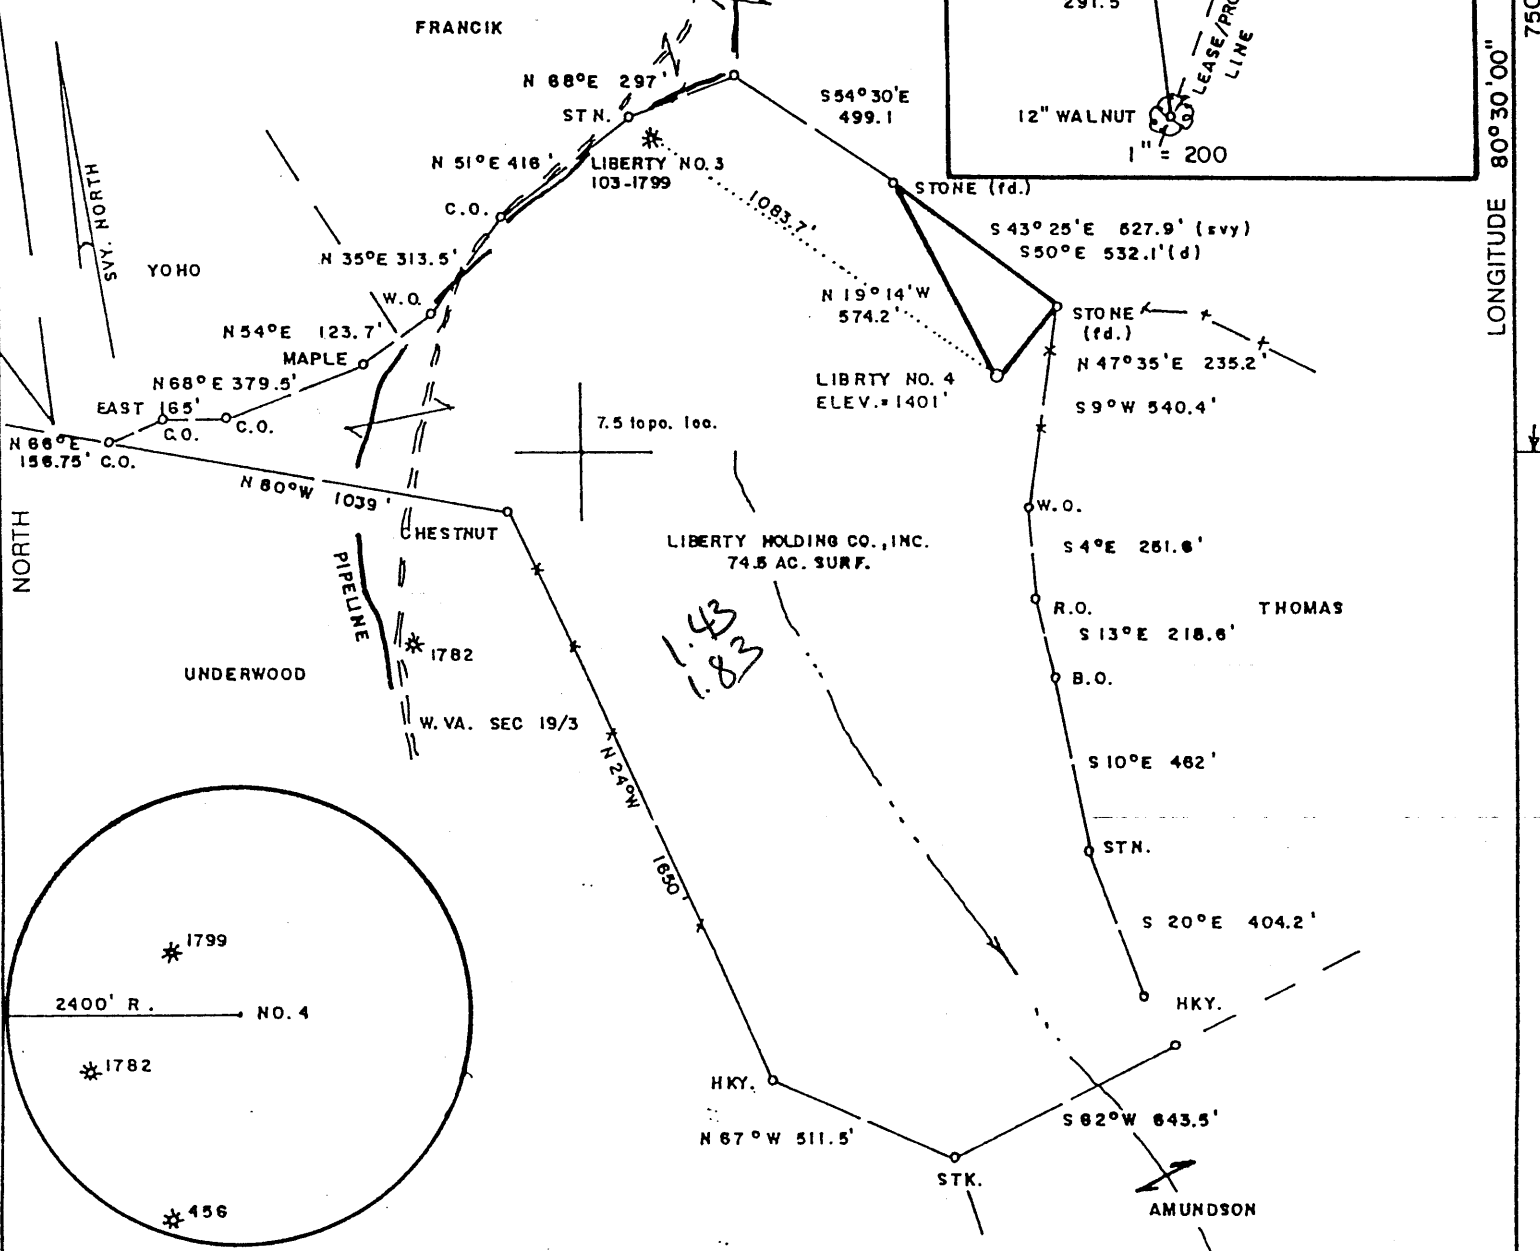 FRANCIK
291.5
LEASE/PRO
LINE
12" WALNUT
1" = 200
750
LONGITUDE 80°30'00"
N 68°E 297'
STN.
S54°30'E
499.1
N 51°E 416'
LIBERTY NO. 3
103-1799
1083.7'
STONE (fd.)
C.O.
S 43°25'E 627.9' (svy)
S50°E 532.1'(d)
SVY. NORTH
YOHO
N 35°E 313.5'
W.O.
N 19°14'W
574.2'
STONE
(fd.)
N 54°E 123.7'
MAPLE
N 47°35'E 235.2'
N 68°E 379.5'
LIBRTY NO. 4
ELEV.= 1401'
EAST 165'
C.O.
C.O.
S 9°W 540.4'
7.5 topo. loc.
N 66°E
156.75' C.O.
N 80°W 1039'
CHESTNUT
W.O.
NORTH
LIBERTY HOLDING CO., INC.
74.5 AC. SURF.
S 4°E 251.6'
PIPELINE
R.O.
THOMAS
1.43
1.83
S 13°E 218.6'
1782
UNDERWOOD
B.O.
W. VA. SEC 19/3
N 24°W 1650'
S 10°E 462'
STN.
S 20°E 404.2'
1799
2400' R.
NO. 4
HKY.
1782
HKY.
S 62°W 643.5'
N 67°W 511.5'
STK.
456
AMUNDSON